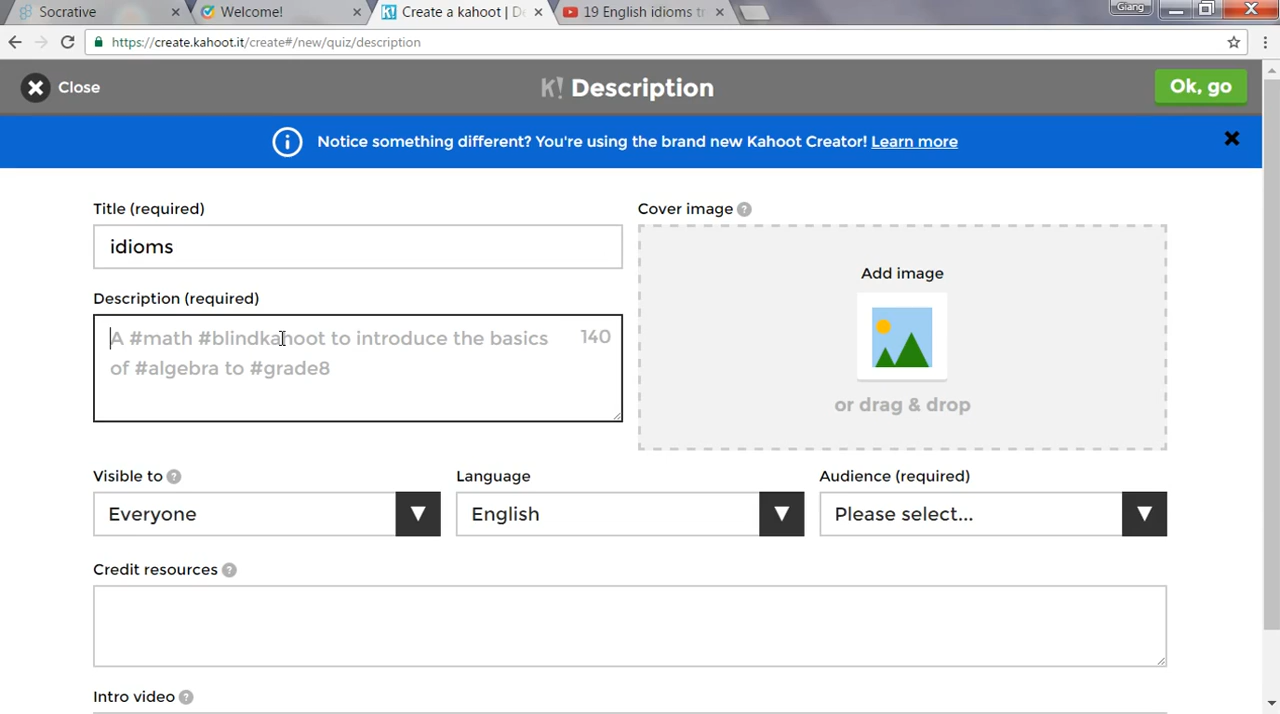 Socrative
Welcome!
Create a kahoot | De
19 English idioms tr
Giang
https://create.kahoot.it/create#/new/quiz/description
Close
K! Description
Ok, go
Notice something different? You're using the brand new Kahoot Creator! Learn more
Title (required)
idioms
Cover image ?
Add image
or drag & drop
Description (required)
A #math #blindkahoot to introduce the basics
of #algebra to #grade8
140
Visible to ?
Everyone
Language
English
Audience (required)
Please select...
Credit resources ?
Intro video ?